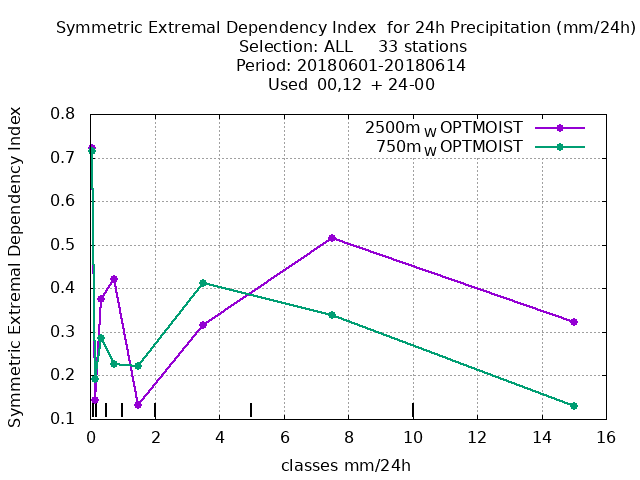 Symmetric Extremal Dependency Index for 24h Precipitation (mm/24h)
Selection: ALL 33 stations
Period: 20180601-20180614
Used 00,12 + 24-00
Symmetric Extremal Dependency Index
0.8
0.7
0.6
0.5
0.4
0.3
0.2
0.1
2500m W OPTMOIST
750m W OPTMOIST
0 2 4 6 8 10 12 14 16
classes mm/24h